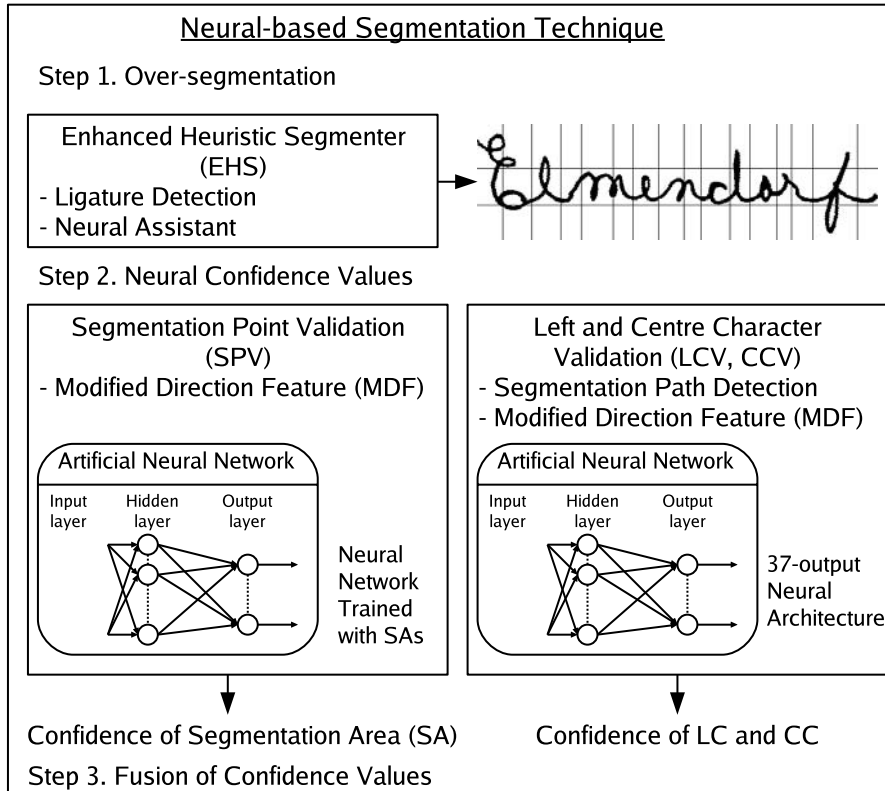 Neural-based Segmentation Technique
Step 1. Over-segmentation
Enhanced Heuristic Segmenter
(EHS)
- Ligature Detection
- Neural Assistant
Elmendorf
Step 2. Neural Confidence Values
Segmentation Point Validation
(SPV)
- Modified Direction Feature (MDF)
Artificial Neural Network
Input layer
Hidden layer
Output layer
Neural
Network
Trained
with SAs
Left and Centre Character
Validation (LCV, CCV)
- Segmentation Path Detection
- Modified Direction Feature (MDF)
Artificial Neural Network
Input layer
Hidden layer
Output layer
37-output
Neural
Architecture
Confidence of Segmentation Area (SA)
Confidence of LC and CC
Step 3. Fusion of Confidence Values